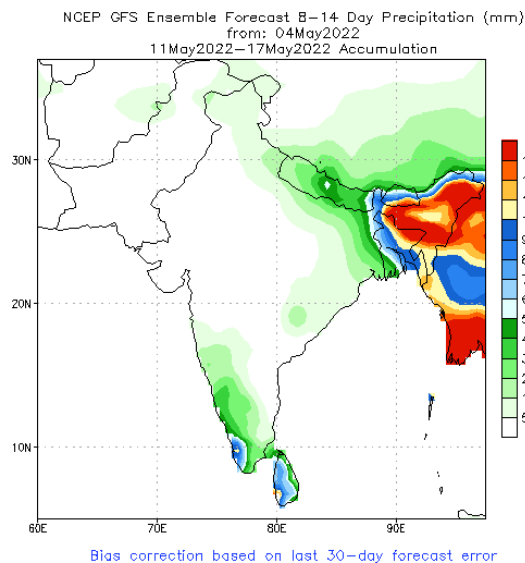 NCEP GFS Ensemble Forecast 8-14 Day Precipitation (mm)
from: 04May2022
11May2022-17May2022 Accumulation
30N
20N
10N
60E 70E 80E 90E
Bias correction based on last 30-day forecast error